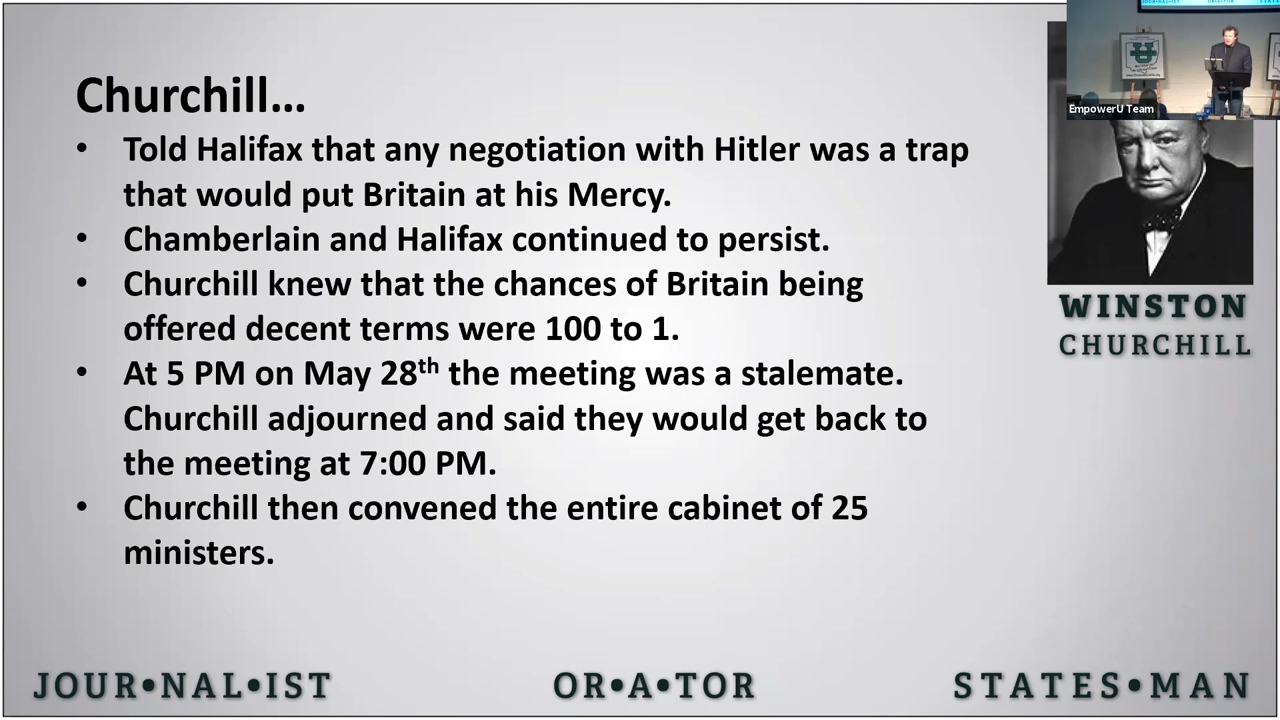 Churchill...
• Told Halifax that any negotiation with Hitler was a trap
that would put Britain at his Mercy.
• Chamberlain and Halifax continued to persist.
• Churchill knew that the chances of Britain being
offered decent terms were 100 to 1.
• At 5 PM on May 28th the meeting was a stalemate.
Churchill adjourned and said they would get back to
the meeting at 7:00 PM.
• Churchill then convened the entire cabinet of 25
ministers.
EmpowerU Team
WINSTON
CHURCHILL
JOUR•NAL•IST
OR•A•TOR
STATES•MAN